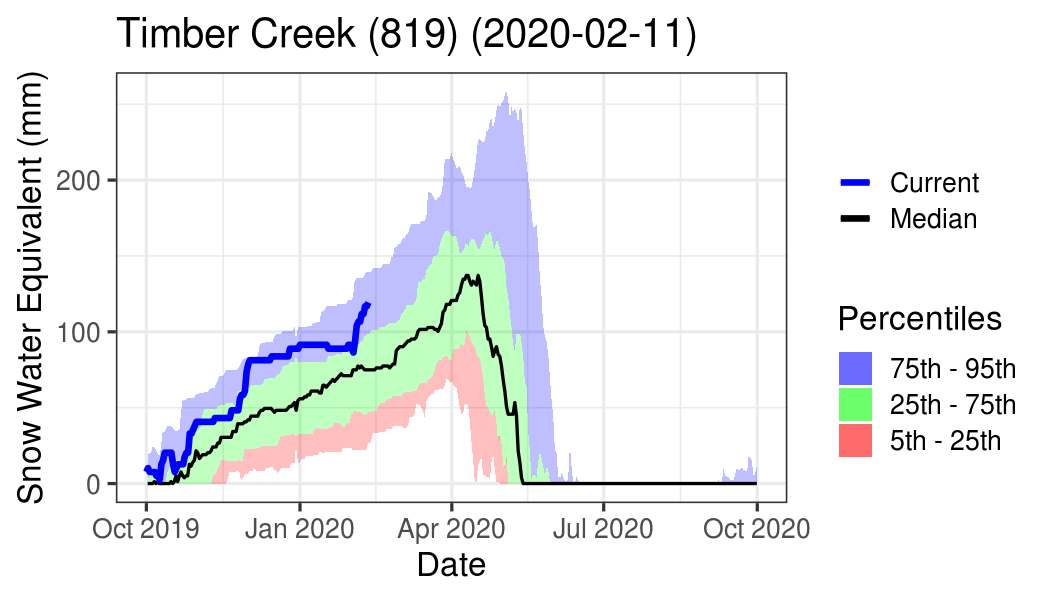 Timber Creek (819) (2020-02-11)
Snow Water Equivalent (mm)
200
100
0
Oct 2019 Jan 2020 Apr 2020 Jul 2020 Oct 2020
Date
Current
Median
Percentiles
75th - 95th
25th - 75th
5th - 25th